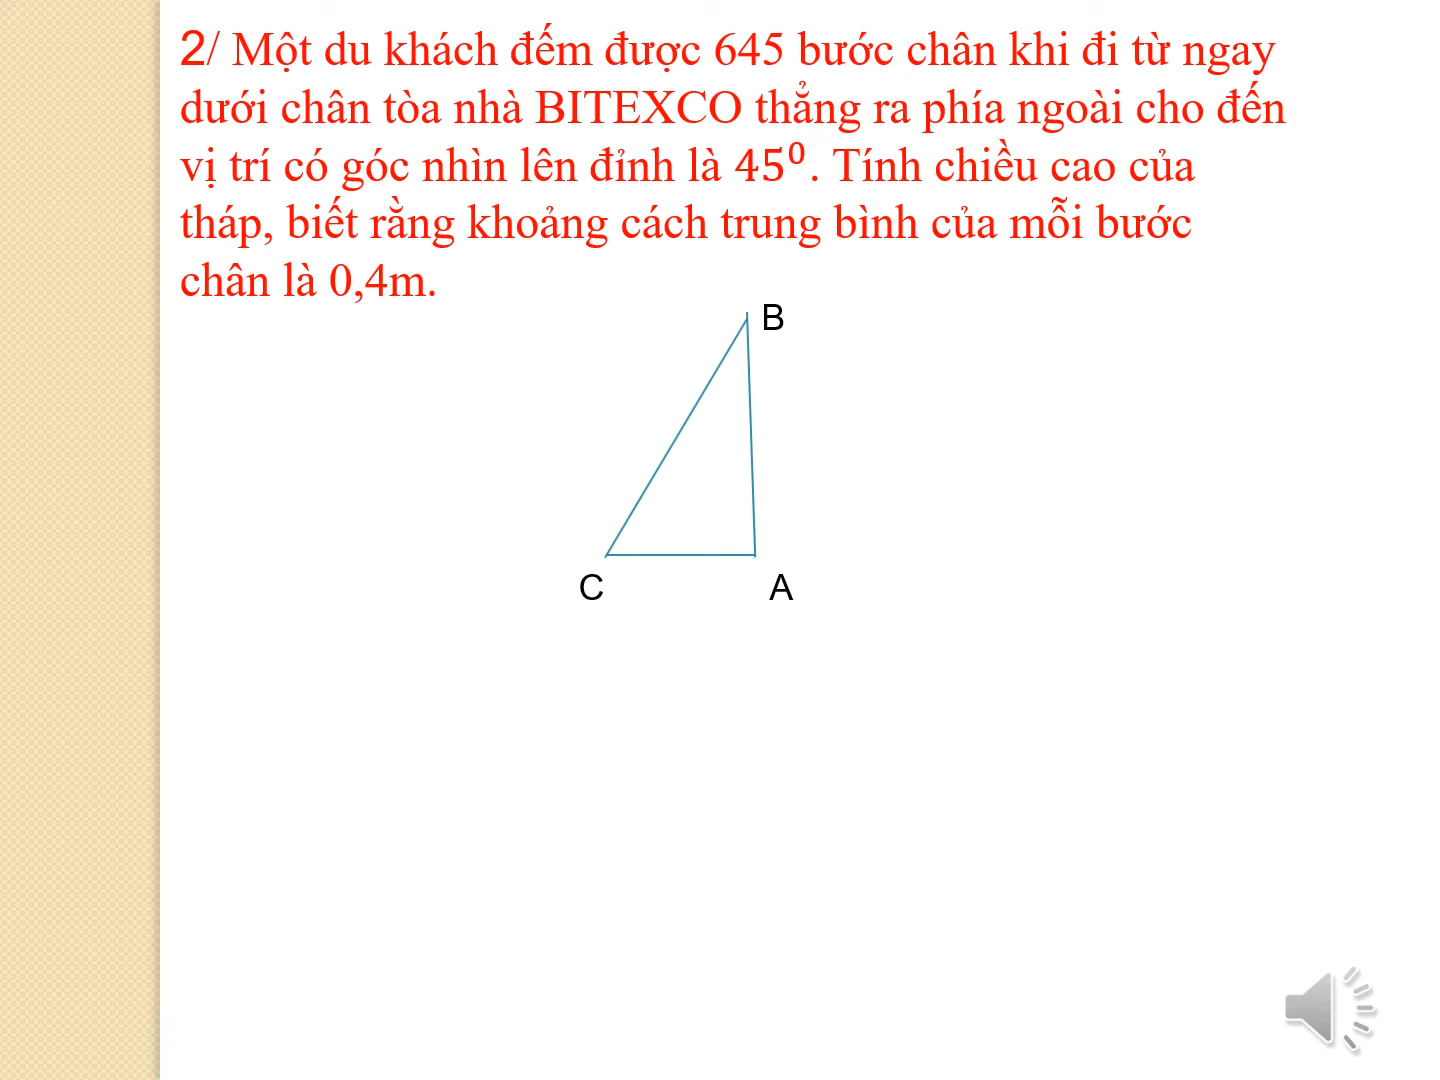 2/ Một du khách đếm được 645 bước chân khi đi từ ngay
dưới chân tòa nhà BITEXCO thẳng ra phía ngoài cho đến
vị trí có góc nhìn lên đỉnh là 45⁰. Tính chiều cao của
tháp, biết rằng khoảng cách trung bình của mỗi bước
chân là 0,4m.
B
C
A